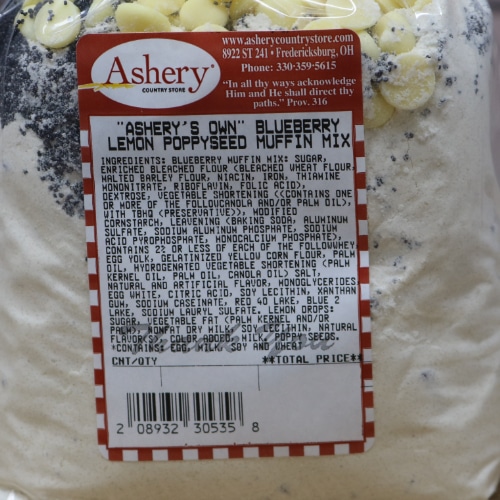 Ashery
COUNTRY STORE
www.asherycountrystore.com
8922 ST 241 • Fredericksburg, OH
Phone: 330-359-5615
"In all thy ways acknowledge
Him and He shall direct thy
paths." Prov. 316
"ASHERY'S OWN" BLUEBERRY
LEMON POPPYSEED MUFFIN MIX
INGREDIENTS: BLUEBERRY MUFFIN MIX: SUGAR,
ENRICHED BLEACHED FLOUR (BLEACHED WHEAT FLOUR,
MALTED BARLEY FLOUR, NIACIN, IRON, THIAMINE
MONONITRATE, RIBOFLAVIN, FOLIC ACID),
DEXTROSE, VEGETABLE SHORTENING ((CONTAINS ONE
OR MORE OF THE FOLLOWCANOLA AND/OR PALM OIL),
WITH TBHQ (PRESERVATIVE)), MODIFIED
CORNSTARCH, LEAVENING (BAKING SODA, ALUMINUM
SULFATE, SODIUM ALUMINUM PHOSPHATE, SODIUM
ACID PYROPHOSPHATE, MONOCALCIUM PHOSPHATE),
CONTAINS 2% OR LESS OF EACH OF THE FOLLOWWHEY
EGG YOLK, GELATINIZED YELLOW CORN FLOUR, PALM
OIL, HYDROGENATED VEGETABLE SHORTENING (PALM
KERNEL OIL, PALM OIL, CANOLA OIL) SALT,
NATURAL AND ARTIFICIAL FLAVOR, MONOGLYCERIDES
EGG WHITE, CITRIC ACID, SOY LECITHIN, XANTHAN
GUM, SODIUM CASEINATE, RED 40 LAKE, BLUE 2
LAKE, SODIUM LAURYL SULFATE. LEMON DROPS:
SUGAR, VEGETABLE FAT (PALM KERNEL AND/OR
PALM), NONFAT DRY MILK, SOY LECITHIN, NATURAL
FLAVOR(S), COLOR ADDED, MILK, POPPY SEEDS.
*CONTAINS: EGG, MILK, SOY AND WHEAT
Thank You
CNT/QTY **TOTAL PRICE**
2 08932 30535 8